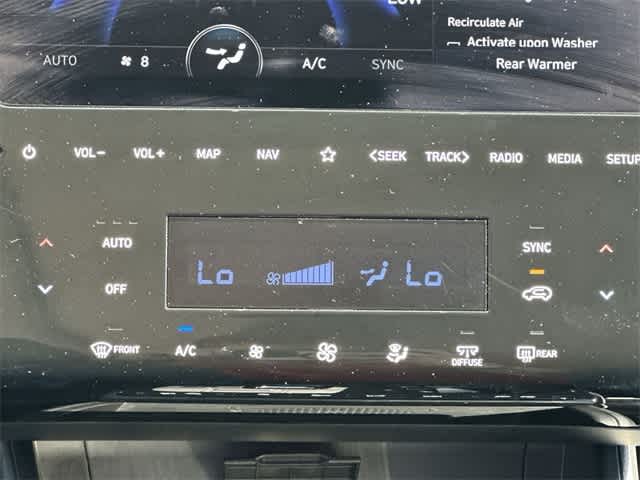 LOW
Recirculate Air
Activate upon Washer
AUTO 8 A/C SYNC Rear Warmer
VOL− VOL+ MAP NAV SEEK TRACK RADIO MEDIA SETUP
AUTO SYNC
Lo Lo
OFF
FRONT A/C DIFFUSE REAR